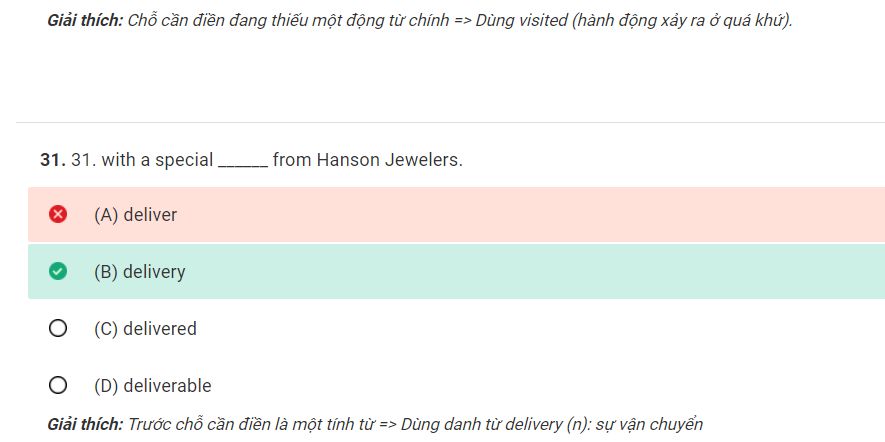 Giải thích: Chỗ cần điền đang thiếu một động từ chính => Dùng visited (hành động xảy ra ở quá khứ).
31. 31. with a special ______ from Hanson Jewelers.
(A) deliver
(B) delivery
(C) delivered
(D) deliverable
Giải thích: Trước chỗ cần điền là một tính từ => Dùng danh từ delivery (n): sự vận chuyển